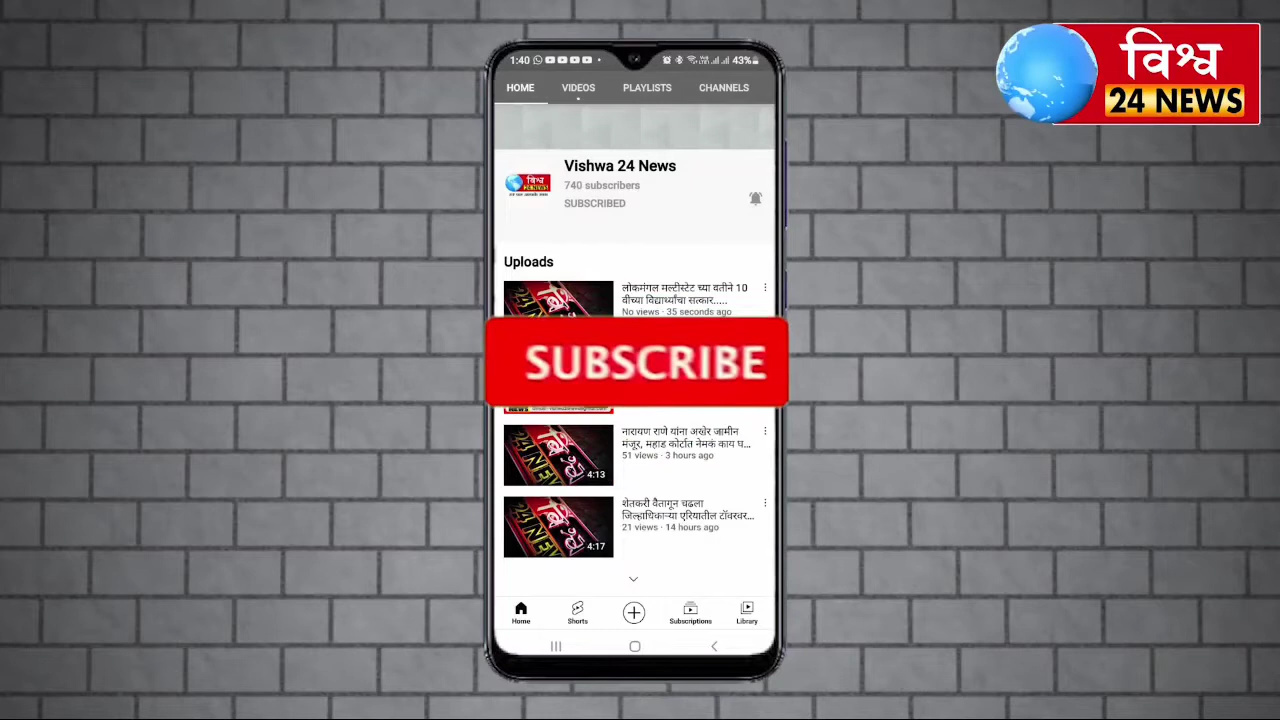 विश्व
24 NEWS
1:40
43%
HOME
VIDEOS
PLAYLISTS
CHANNELS
Vishwa 24 News
740 subscribers
SUBSCRIBED
विश्व
24 NEWS
Uploads
लोकमंगल मल्टीस्टेट च्या वतीने 10
वीच्या विद्यार्थ्यांचा सत्कार.....
No views · 35 seconds ago
SUBSCRIBE
नारायण राणे यांना अखेर जामीन
मंजूर, महाड कोर्टात नेमकं काय घ...
51 views · 3 hours ago
4:13
शेतकरी वैतागून चढला
जिल्हाधिकाऱ्या एरियातील टॉवरवर...
21 views · 14 hours ago
4:17
Home
Shorts
Subscriptions
Library